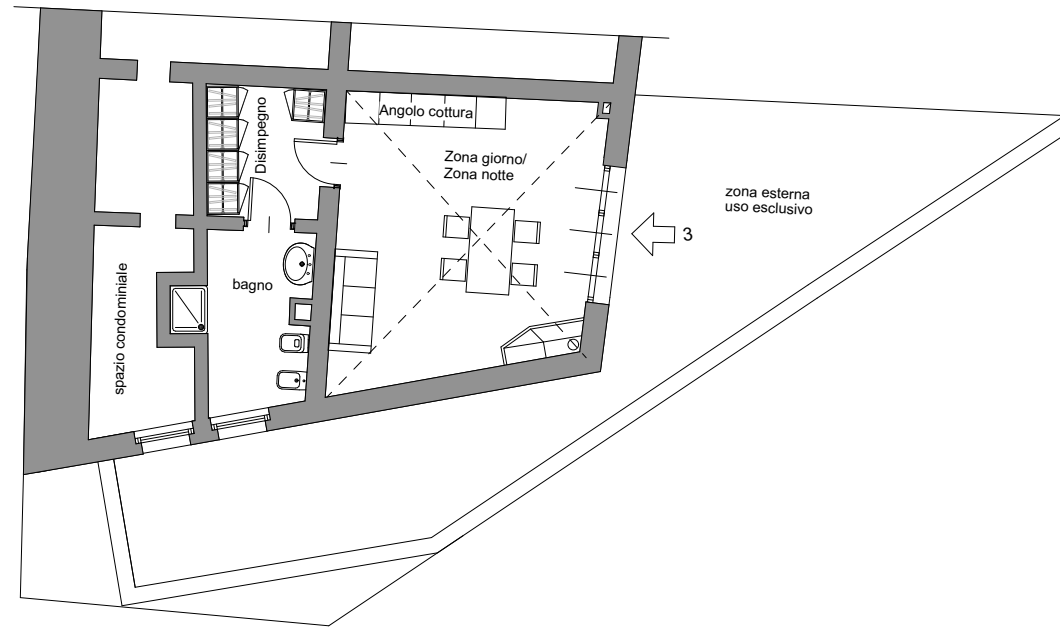 Disimpegno
Angolo cottura
Zona giorno/
Zona notte
zona esterna
uso esclusivo
3
bagno
spazio condominiale